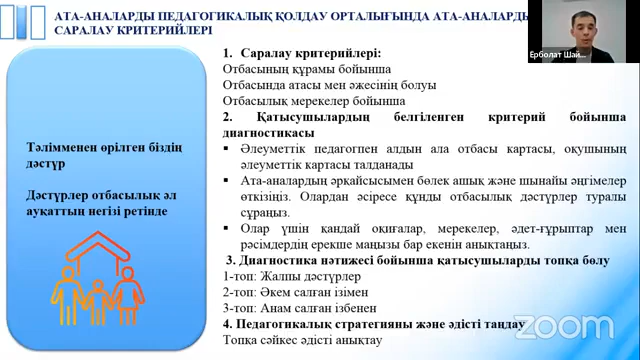 АТА-АНАЛАРДЫ ПЕДАГОГИКАЛЫҚ ҚОЛДАУ ОРТАЛЫҒЫНДА АТА-АНАЛАРДЫ
САРАЛАУ КРИТЕРИЙЛЕРІ
Ерболат Шай...
Тәлімменен өрілген біздің
дәстүр
Дәстүрлер отбасылық әл
ауқаттың негізі ретінде
1. Саралау критерийлері:
Отбасының құрамы бойынша
Отбасында атасы мен әжесінің болуы
Отбасылық мерекелер бойынша
2. Қатысушылардың белгіленген критерий бойынша
диагностикасы
▪ Әлеуметтік педагогпен алдын ала отбасы картасы, оқушының
әлеуметтік картасы талданады
▪ Ата-аналардың әрқайсысымен бөлек ашық және шынайы әңгімелер
өткізіңіз. Олардан әсіресе құнды отбасылық дәстүрлер туралы
сұраңыз.
▪ Олар үшін қандай оқиғалар, мерекелер, әдет-ғұрыптар мен
рәсімдердің ерекше маңызы бар екенін анықтаңыз.
3. Диагностика нәтижесі бойынша қатысушыларды топқа бөлу
1-топ: Жалпы дәстүрлер
2-топ: Әкем салған ізімен
3-топ: Анам салған ізбенен
4. Педагогикалық стратегияны және әдісті таңдау
Топқа сәйкес әдісті анықтау
zoom